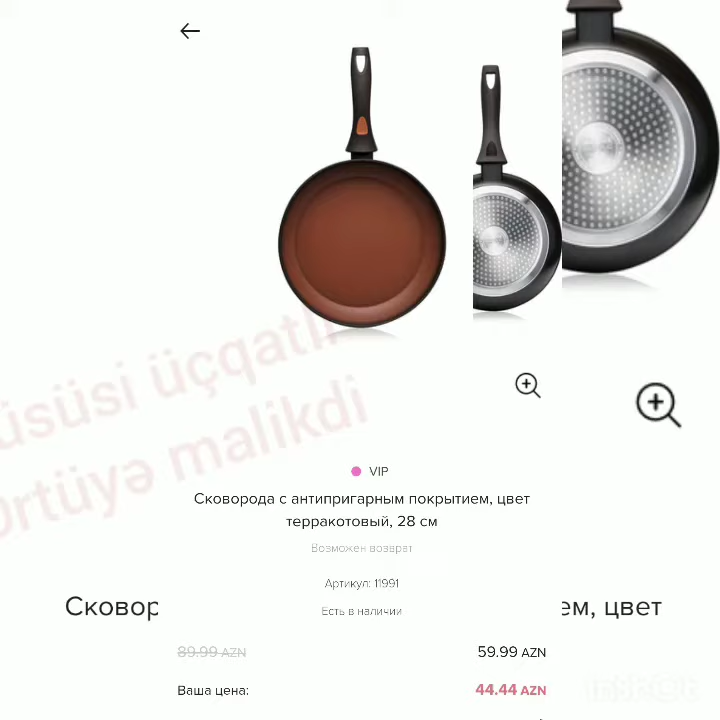 üsüsi üçqatlı
örtüyə malikdi
VIP
Сковорода с антипригарным покрытием, цвет
терракотовый, 28 см
Возможен возврат
Артикул: 11991
Есть в наличии
Сковор
ем, цвет
89.99 AZN
59.99 AZN
Ваша цена:
44.44 AZN